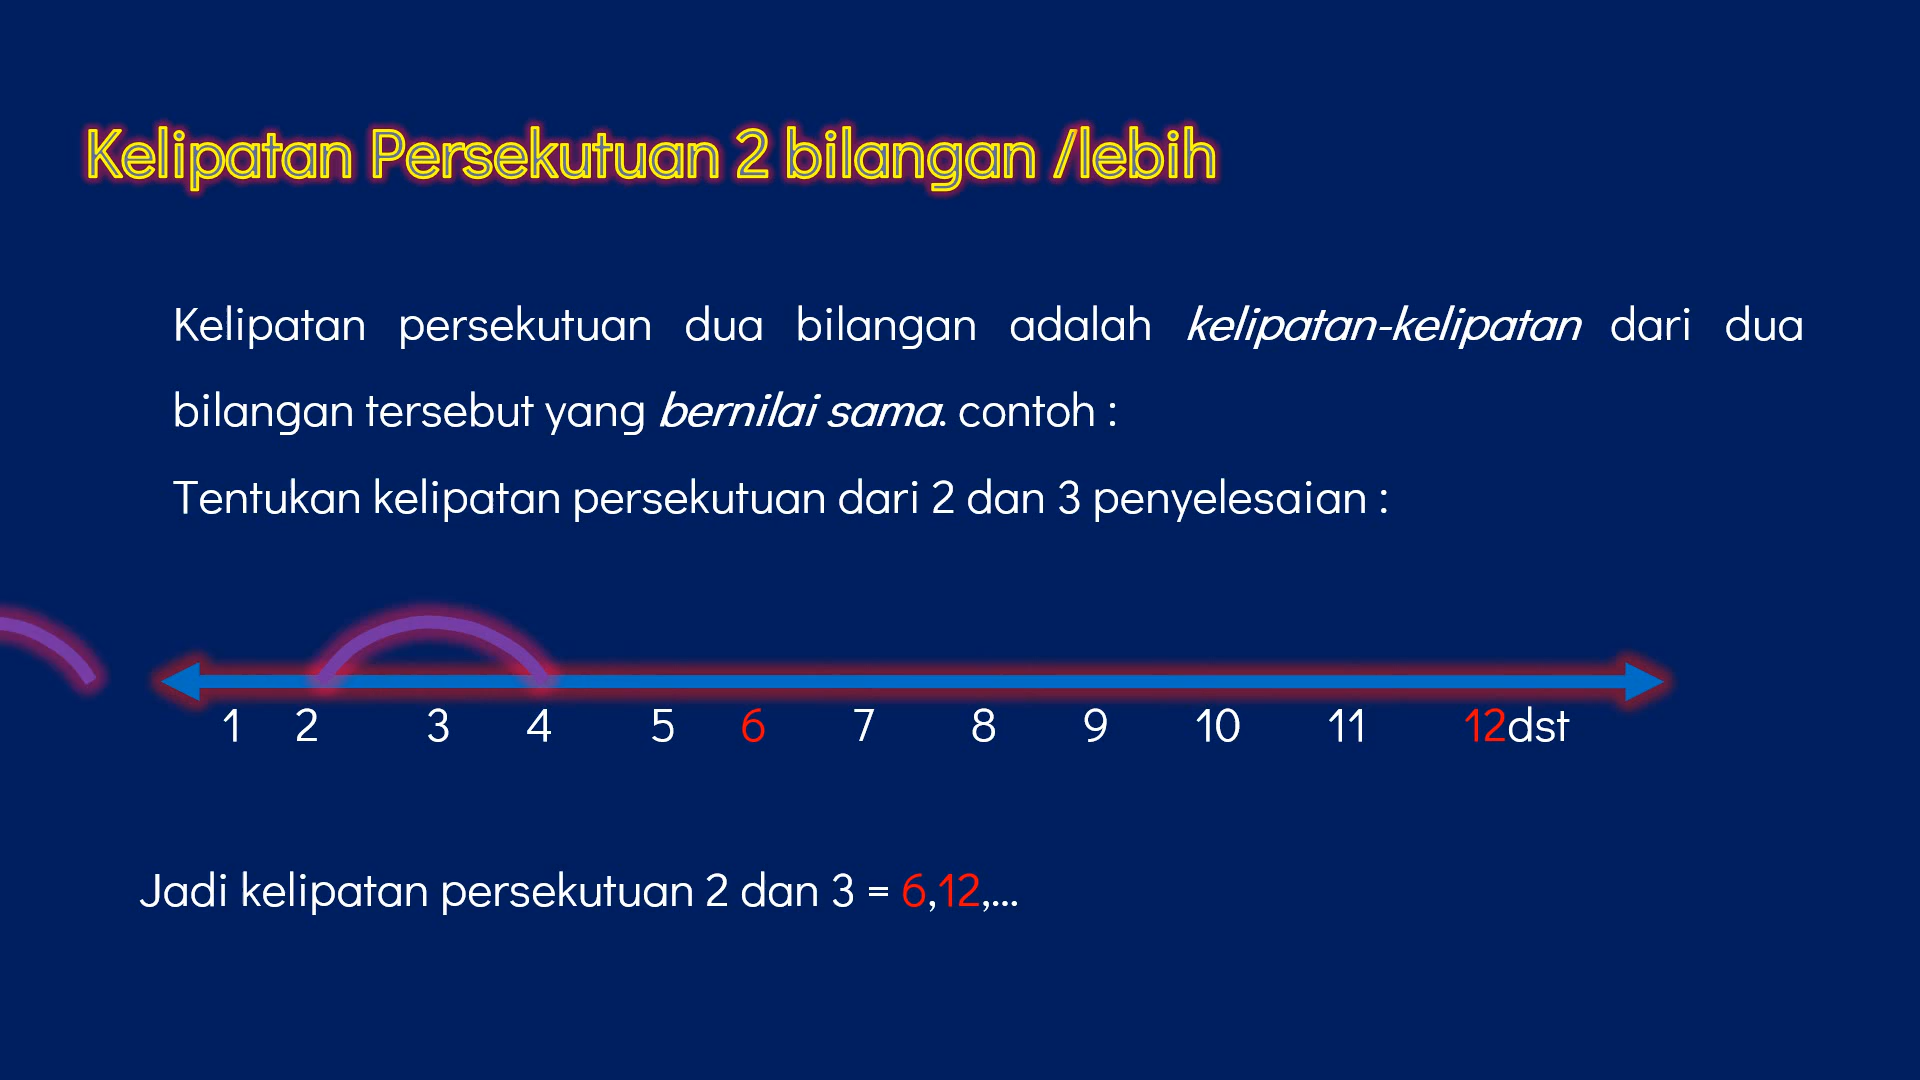 Kelipatan Persekutuan 2 bilangan /lebih
Kelipatan persekutuan dua bilangan adalah kelipatan-kelipatan dari dua
bilangan tersebut yang bernilai sama. contoh :
Tentukan kelipatan persekutuan dari 2 dan 3 penyelesaian :
1 2 3 4 5 6 7 8 9 10 11 12dst
Jadi kelipatan persekutuan 2 dan 3 = 6,12,...